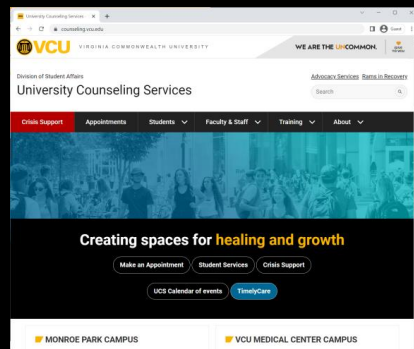 University Counseling Services
counseling.vcu.edu
Guest
VCU VIRGINIA COMMONWEALTH UNIVERSITY
WE ARE THE UNCOMMON.
Division of Student Affairs
Advocacy Services Rams in Recovery
University Counseling Services
Search
Crisis Support Appointments Students Faculty & Staff Training About
Creating spaces for healing and growth
Make an Appointment Student Services Crisis Support
UCS Calendar of events TimelyCare
MONROE PARK CAMPUS VCU MEDICAL CENTER CAMPUS